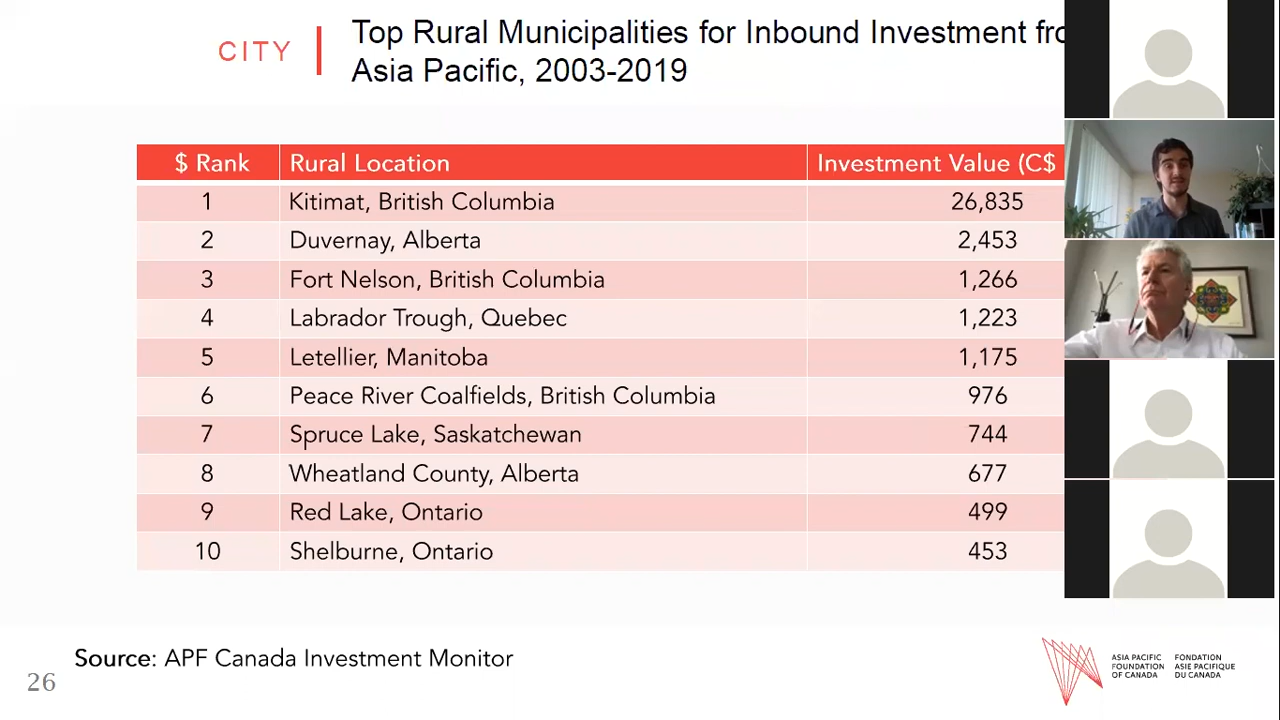 CITY
Top Rural Municipalities for Inbound Investment
Asia Pacific, 2003-2019
$ Rank Rural Location Investment Value (C$
1 Kitimat, British Columbia 26,835
2 Duvernay, Alberta 2,453
3 Fort Nelson, British Columbia 1,266
4 Labrador Trough, Quebec 1,223
5 Letellier, Manitoba 1,175
6 Peace River Coalfields, British Columbia 976
7 Spruce Lake, Saskatchewan 744
8 Wheatland County, Alberta 677
9 Red Lake, Ontario 499
10 Shelburne, Ontario 453
Source: APF Canada Investment Monitor
26
ASIA PACIFIC
FOUNDATION
OF CANADA
FONDATION
ASIE PACIFIQUE
DU CANADA